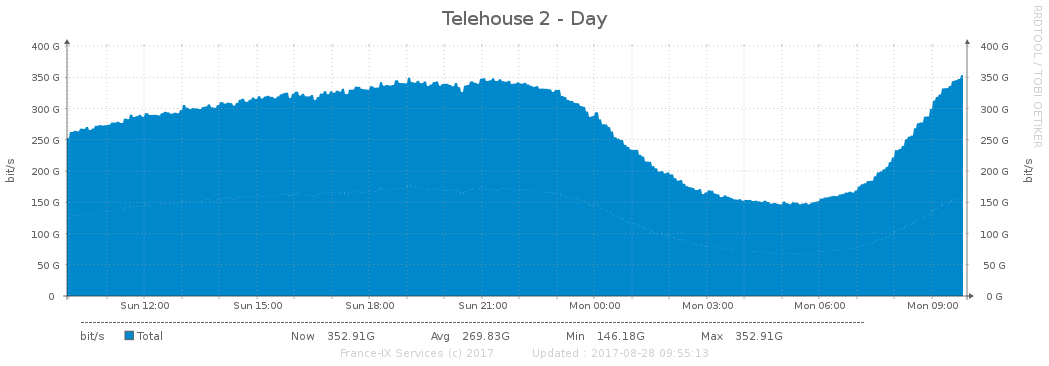 Telehouse 2 - Day
RRDTOOL / TOBI OETIKER
bit/s
400 G
350 G
300 G
250 G
200 G
150 G
100 G
50 G
0
400 G
350 G
300 G
250 G
200 G
150 G
100 G
50 G
0 G
bit/s
Sun 12:00 Sun 15:00 Sun 18:00 Sun 21:00 Mon 00:00 Mon 03:00 Mon 06:00 Mon 09:00
bit/s Total Now 352.91G Avg 269.83G Min 146.18G Max 352.91G
France-IX Services (c) 2017 Updated : 2017-08-28 09:55:13